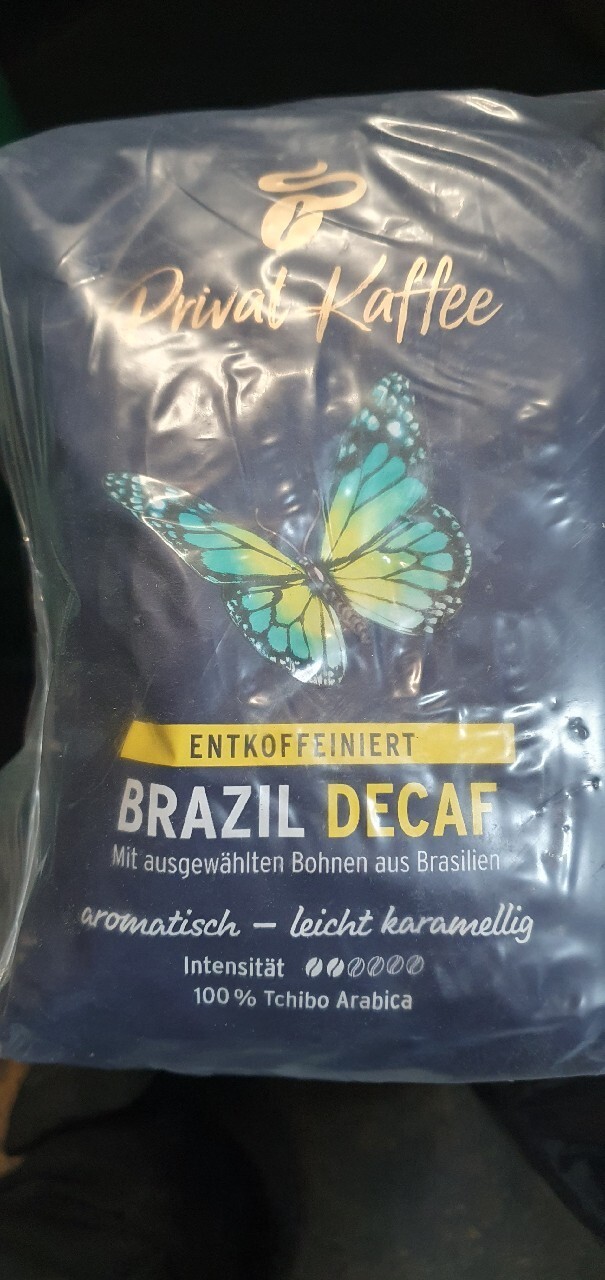 Privat Kaffee
ENTKOFFEINIERT
BRAZIL DECAF
Mit ausgewählten Bohnen aus Brasilien
aromatisch – leicht karamellig
Intensität
100 % Tchibo Arabica